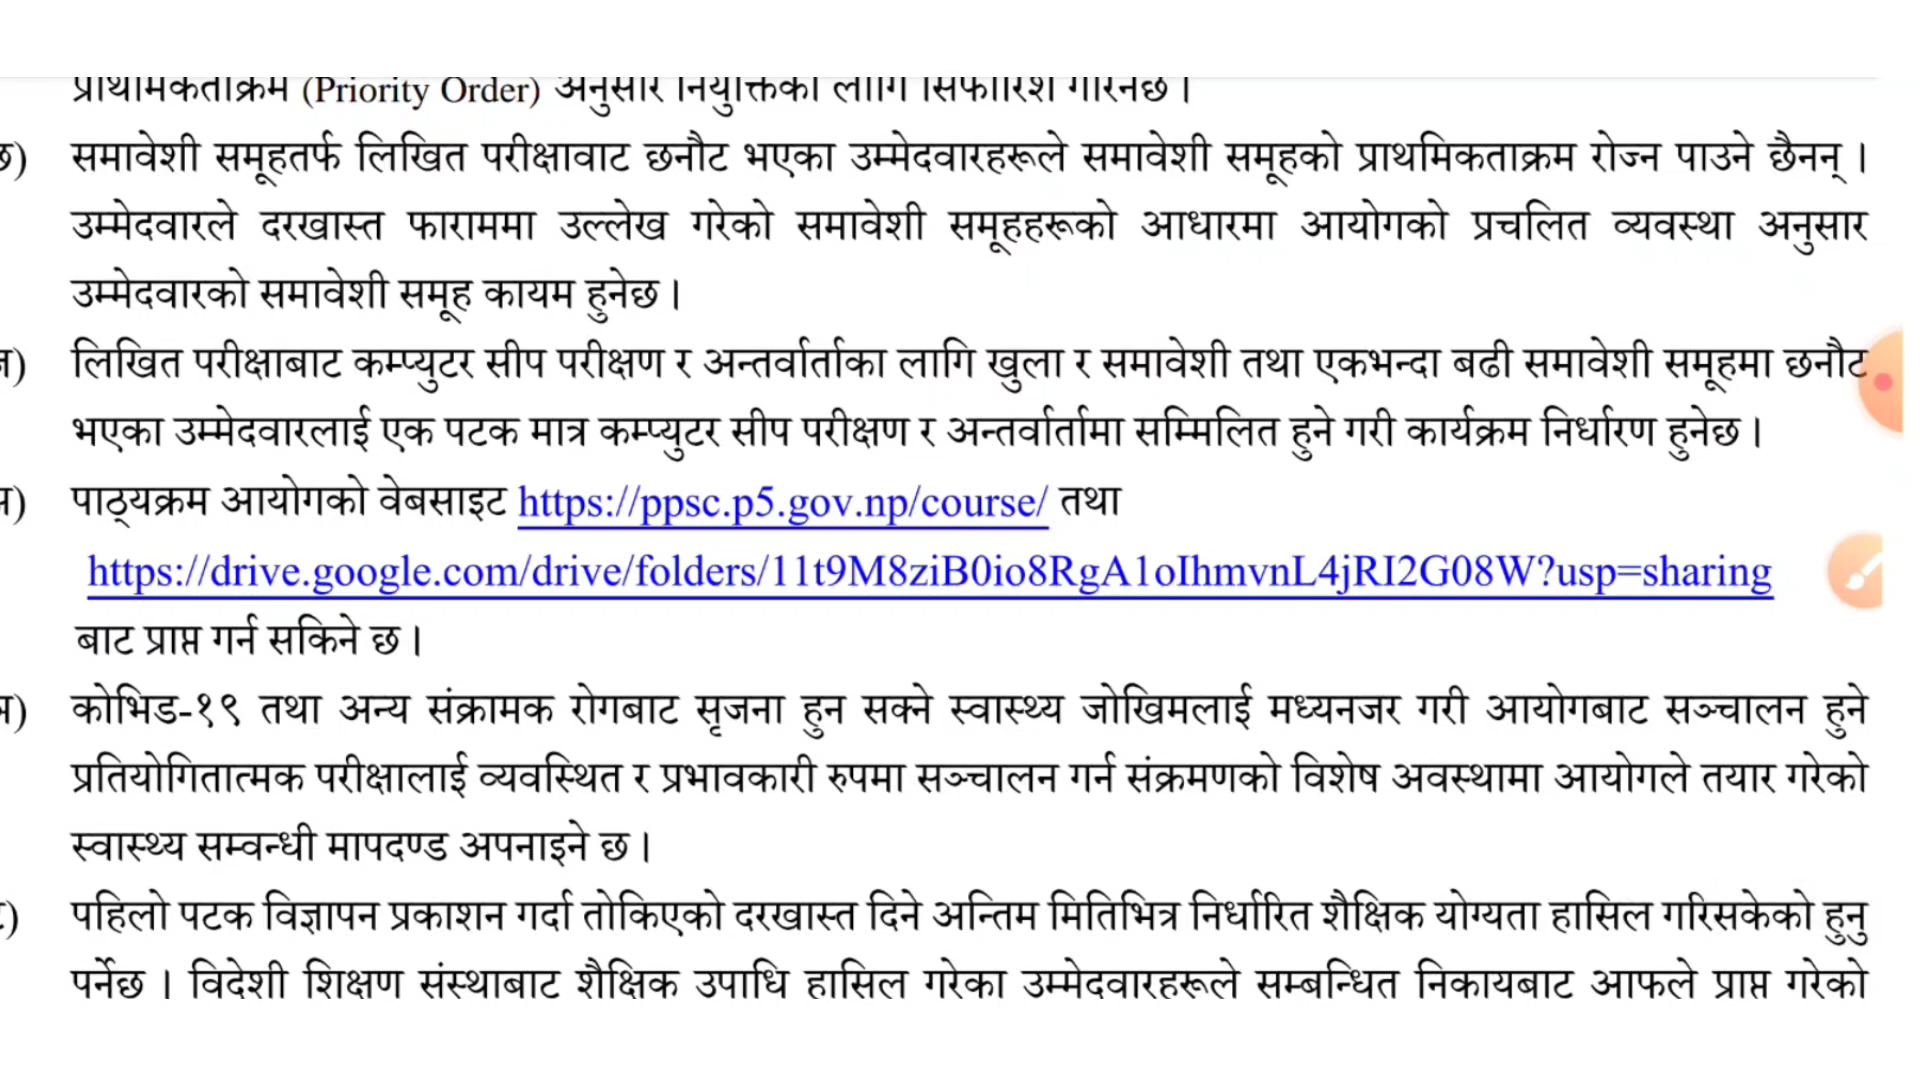 प्राथमिकताक्रम (Priority Order) अनुसार नियुक्तिको लागि सिफारिश गरिनेछ ।
छ) समावेशी समूहतर्फ लिखित परीक्षावाट छनौट भएका उम्मेदवारहरूले समावेशी समूहको प्राथमिकताक्रम रोज्न पाउने छैनन् ।
उम्मेदवारले दरखास्त फाराममा उल्लेख गरेको समावेशी समूहहरूको आधारमा आयोगको प्रचलित व्यवस्था अनुसार
उम्मेदवारको समावेशी समूह कायम हुनेछ ।
ज) लिखित परीक्षाबाट कम्प्युटर सीप परीक्षण र अन्तर्वार्ताका लागि खुला र समावेशी तथा एकभन्दा बढी समावेशी समूहमा छनौट
भएका उम्मेदवारलाई एक पटक मात्र कम्प्युटर सीप परीक्षण र अन्तर्वार्तामा सम्मिलित हुने गरी कार्यक्रम निर्धारण हुनेछ ।
पाठ्यक्रम आयोगको वेबसाइट https://ppsc.p5.gov.np/course/ तथा
https://drive.google.com/drive/folders/11t9M8ziB0io8RgA1oIhmvnL4jRI2G08W?usp=sharing
बाट प्राप्त गर्न सकिने छ ।
कोभिड-१९ तथा अन्य संक्रामक रोगबाट सृजना हुन सक्ने स्वास्थ्य जोखिमलाई मध्यनजर गरी आयोगबाट सञ्चालन हुने
प्रतियोगितात्मक परीक्षालाई व्यवस्थित र प्रभावकारी रुपमा सञ्चालन गर्न संक्रमणको विशेष अवस्थामा आयोगले तयार गरेको
स्वास्थ्य सम्वन्धी मापदण्ड अपनाइने छ ।
पहिलो पटक विज्ञापन प्रकाशन गर्दा तोकिएको दरखास्त दिने अन्तिम मितिभित्र निर्धारित शैक्षिक योग्यता हासिल गरिसकेको हुनु
पर्नेछ । विदेशी शिक्षण संस्थाबाट शैक्षिक उपाधि हासिल गरेका उम्मेदवारहरूले सम्बन्धित निकायबाट आफूले प्राप्त गरेको